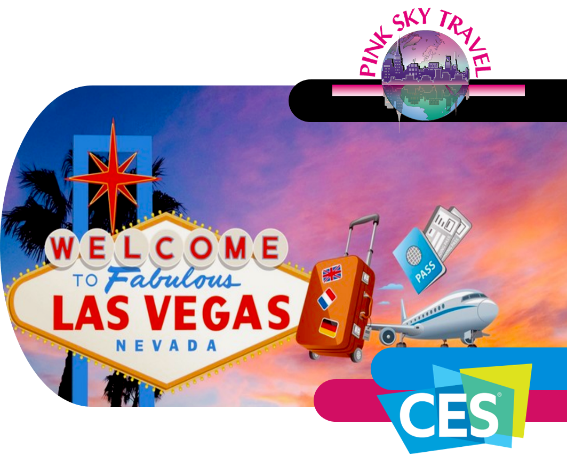 PINK SKY TRAVEL
WELCOME
TO Fabulous
LAS VEGAS
NEVADA
PASS
CES®